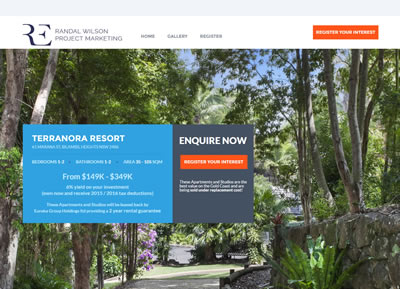 RE
RANDAL WILSON
PROJECT MARKETING
HOME GALLERY REGISTER
REGISTER YOUR INTEREST
TERRANORA RESORT
61 MARANA ST, BILAMBIL HEIGHTS NSW 2486
BEDROOMS 1-2 BATHROOMS 1-2 AREA 35 - 105/SQM
From $149K - $349K
6% yield on your investment
(own now and receive 2015 / 2016 tax deductions)
These Apartments and Studios will be leased back by
Eureka Group Holdings ltd providing a 2 year rental guarantee
ENQUIRE NOW
REGISTER YOUR INTEREST
These Apartments and Studios are the
best value on the Gold Coast and are
being sold under replacement cost!